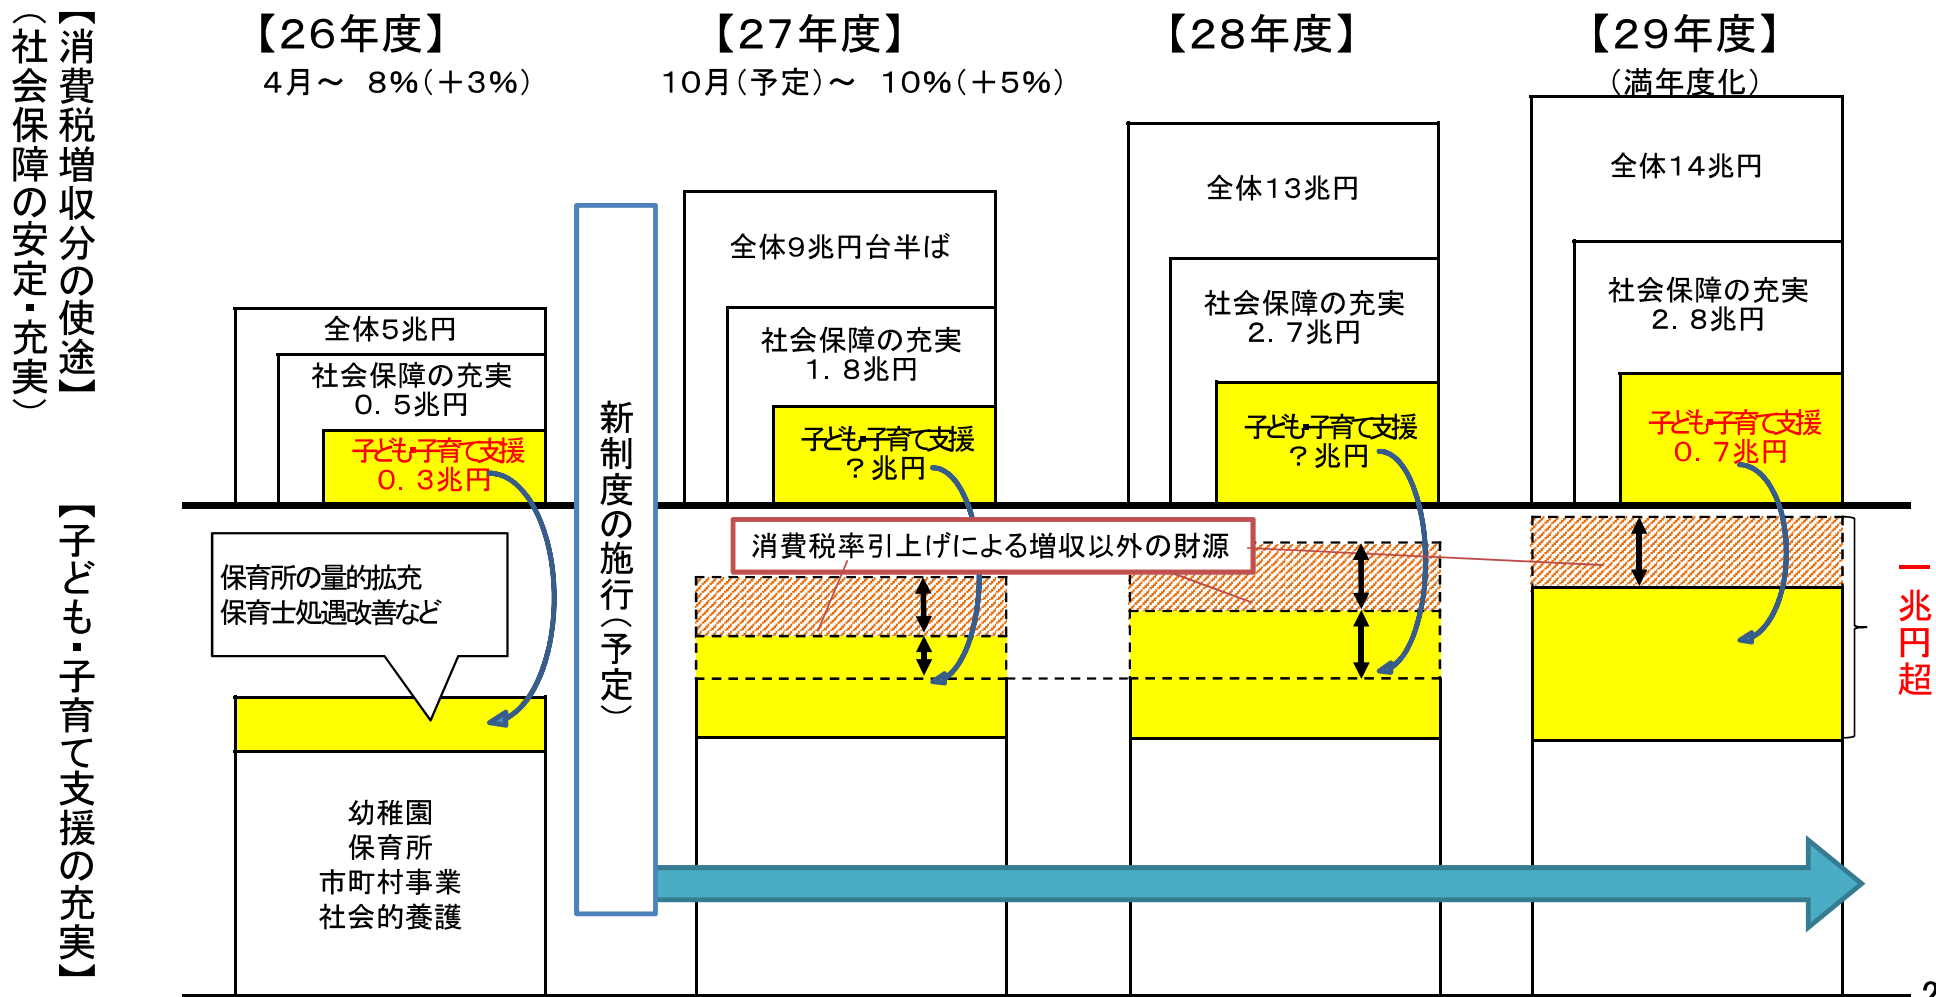 【消費税増収分の使途】
（社会保障の安定・充実）
【子ども・子育て支援の充実】
【26年度】
4月～　8%（＋3%）
全体5兆円
社会保障の充実
0．5兆円
子ども・子育て支援
0．3兆円
保育所の量的拡充
保育士処遇改善など
幼稚園
保育所
市町村事業
社会的養護
新制度の施行（予定）
【27年度】
10月（予定）～　10%（＋5%）
全体9兆円台半ば
社会保障の充実
1．8兆円
子ども・子育て支援
？兆円
消費税率引上げによる増収以外の財源
【28年度】
全体13兆円
社会保障の充実
2．7兆円
子ども・子育て支援
？兆円
【29年度】
（満年度化）
全体14兆円
社会保障の充実
2．8兆円
子ども・子育て支援
0．7兆円
一兆円超
2